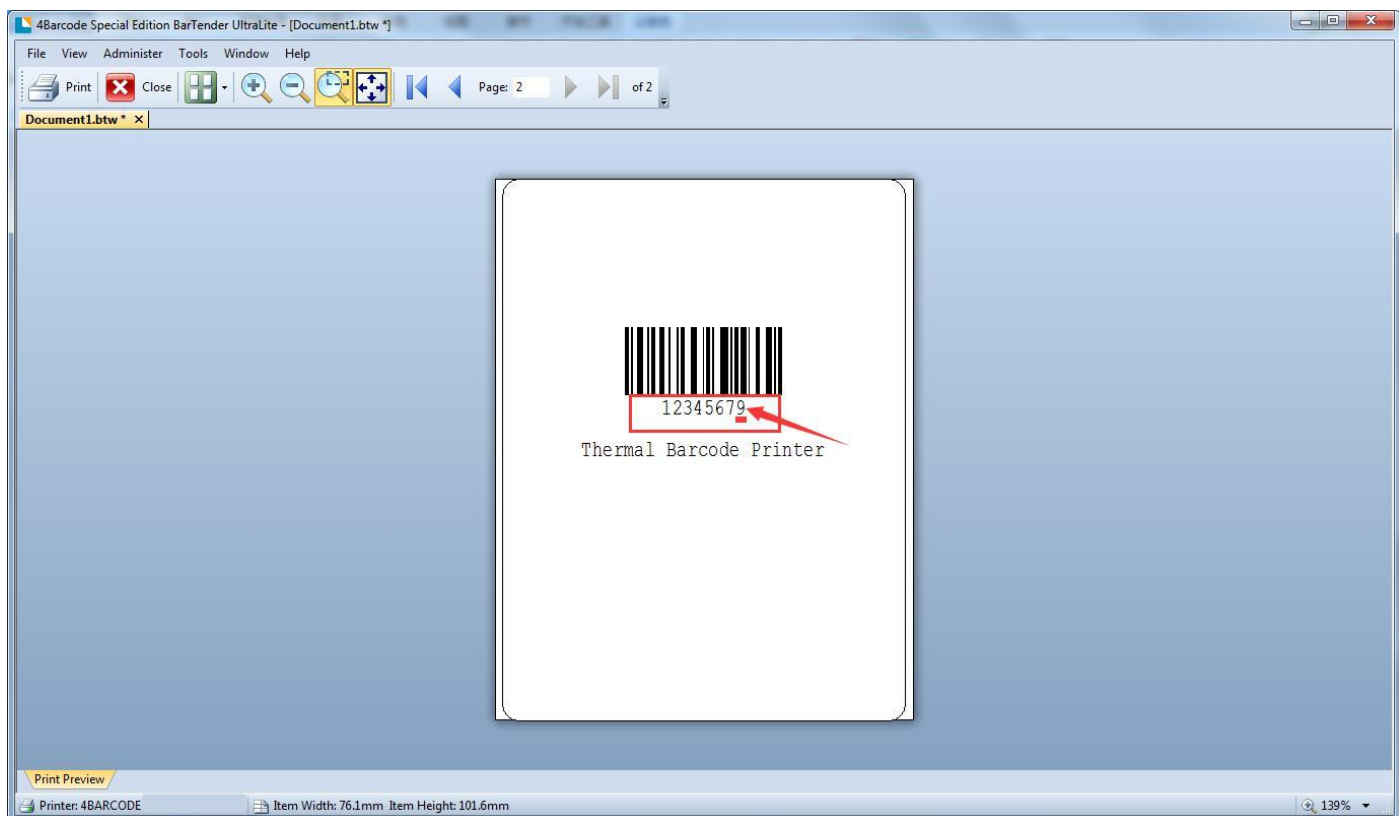 4Barcode Special Edition BarTender UltraLite - [Document1.btw *]
File View Administer Tools Window Help
Print Close Page: 2 of 2
Document1.btw * X
12345679
Thermal Barcode Printer
Print Preview
Printer: 4BARCODE Item Width: 76.1mm Item Height: 101.6mm 139%